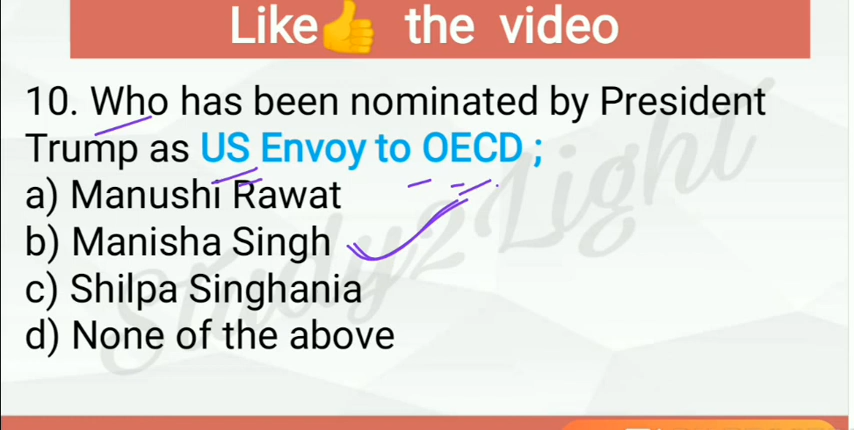 Like👍 the video
10. Who has been nominated by President
Trump as US Envoy to OECD ;
a) Manushi Rawat
b) Manisha Singh
c) Shilpa Singhania
d) None of the above
Study2Light